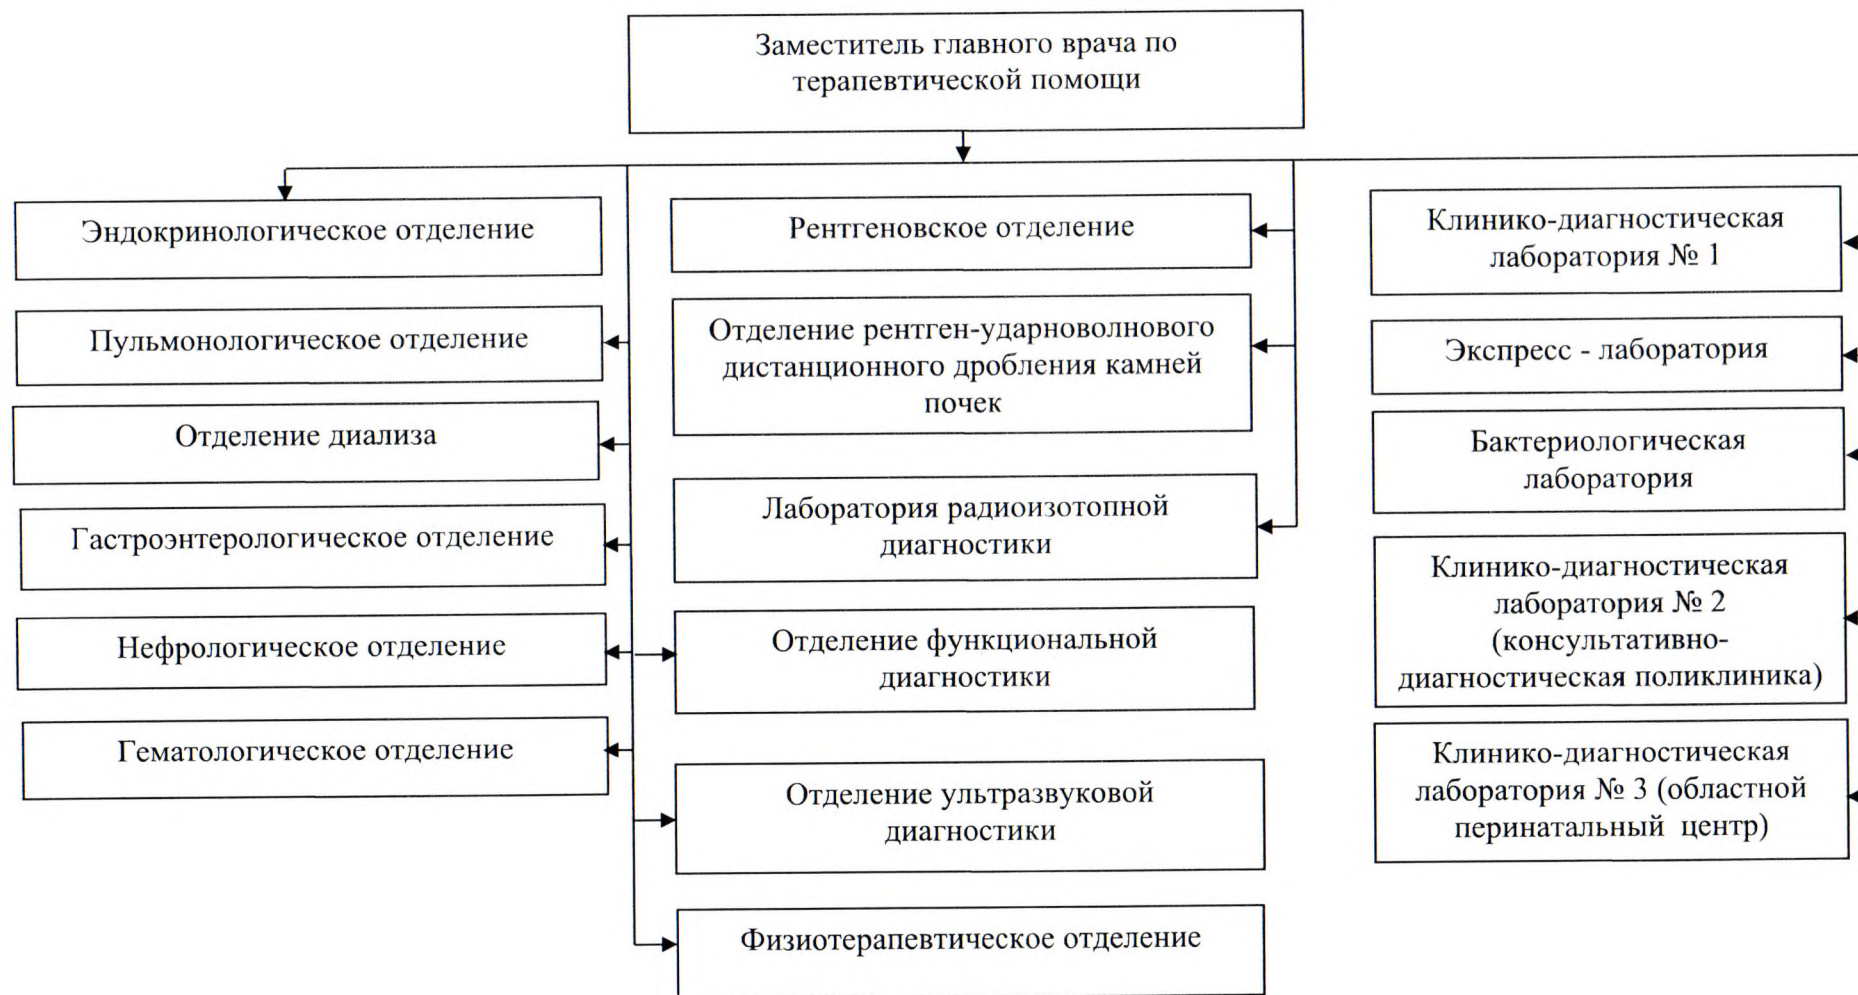 Заместитель главного врача по
терапевтической помощи
Эндокринологическое отделение
Пульмонологическое отделение
Отделение диализа
Гастроэнтерологическое отделение
Нефрологическое отделение
Гематологическое отделение
Рентгеновское отделение
Отделение рентген-ударноволнового
дистанционного дробления камней
почек
Лаборатория радиоизотопной
диагностики
Отделение функциональной
диагностики
Отделение ультразвуковой
диагностики
Физиотерапевтическое отделение
Клинико-диагностическая
лаборатория № 1
Экспресс - лаборатория
Бактериологическая
лаборатория
Клинико-диагностическая
лаборатория № 2
(консультативно-
диагностическая поликлиника)
Клинико-диагностическая
лаборатория № 3 (областной
перинатальный центр)